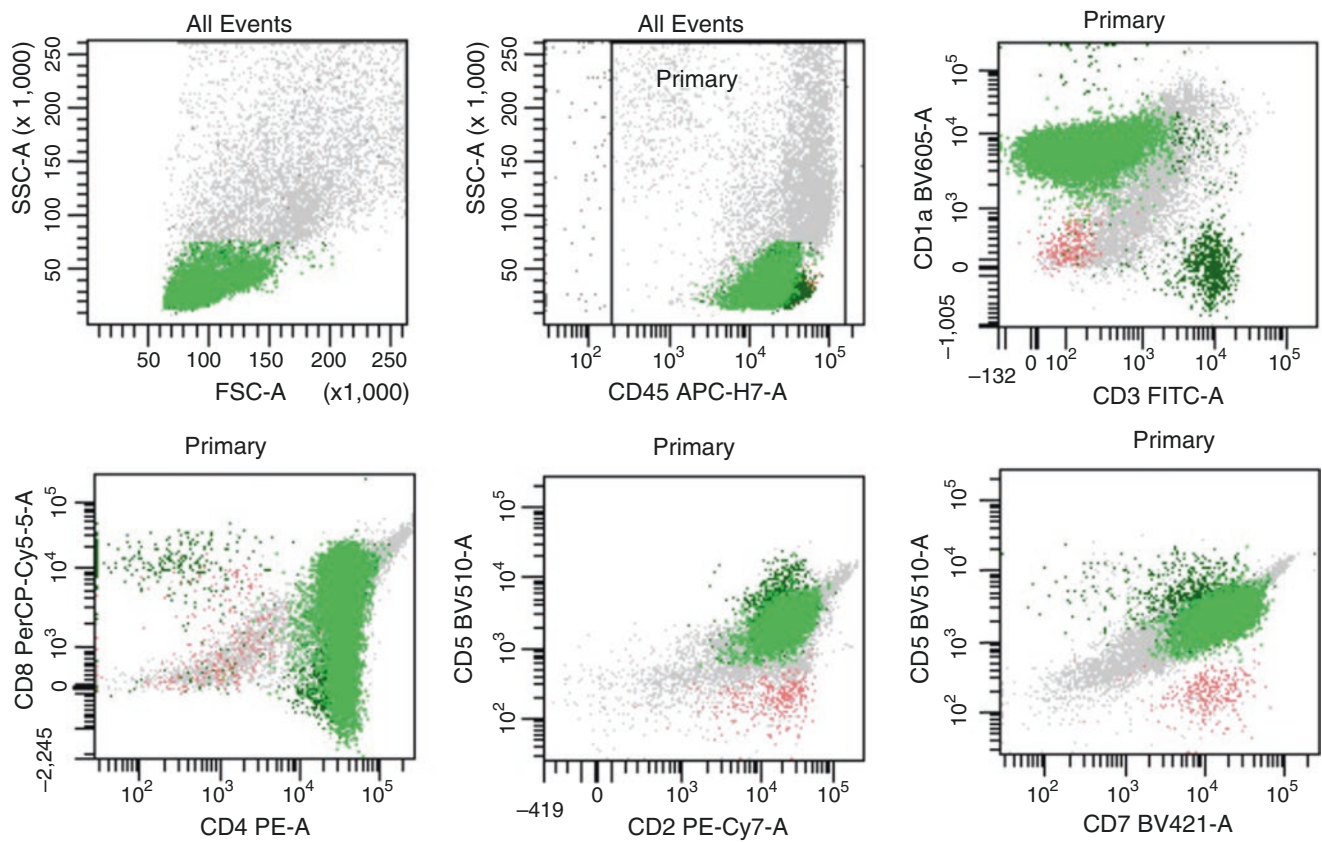 All Events
SSC-A (x 1,000)
250
200
150
100
50
50 100 150 200 250
FSC-A (x1,000)
All Events
Primary
SSC-A (x 1,000)
250
200
150
100
50
10² 10³ 10⁴ 10⁵
CD45 APC-H7-A
Primary
CD1a BV605-A
10⁵
10⁴
10³
0
−1,005
−132 0 10² 10³ 10⁴ 10⁵
CD3 FITC-A
Primary
CD8 PerCP-Cy5-5-A
10⁵
10⁴
10³
0
−2,245
10² 10³ 10⁴ 10⁵
CD4 PE-A
Primary
CD5 BV510-A
10⁵
10⁴
10³
10²
−419 0 10³ 10⁴ 10⁵
CD2 PE-Cy7-A
Primary
CD5 BV510-A
10⁵
10⁴
10³
10²
10² 10³ 10⁴ 10⁵
CD7 BV421-A